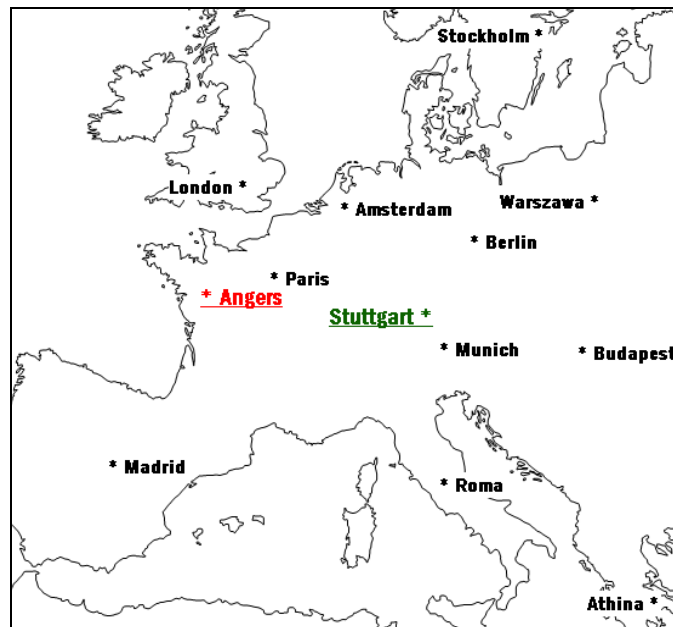 Stockholm *
London *
* Amsterdam
Warszawa *
* Berlin
* Paris
* Angers
Stuttgart *
* Munich
* Budapest
* Madrid
* Roma
Athina *